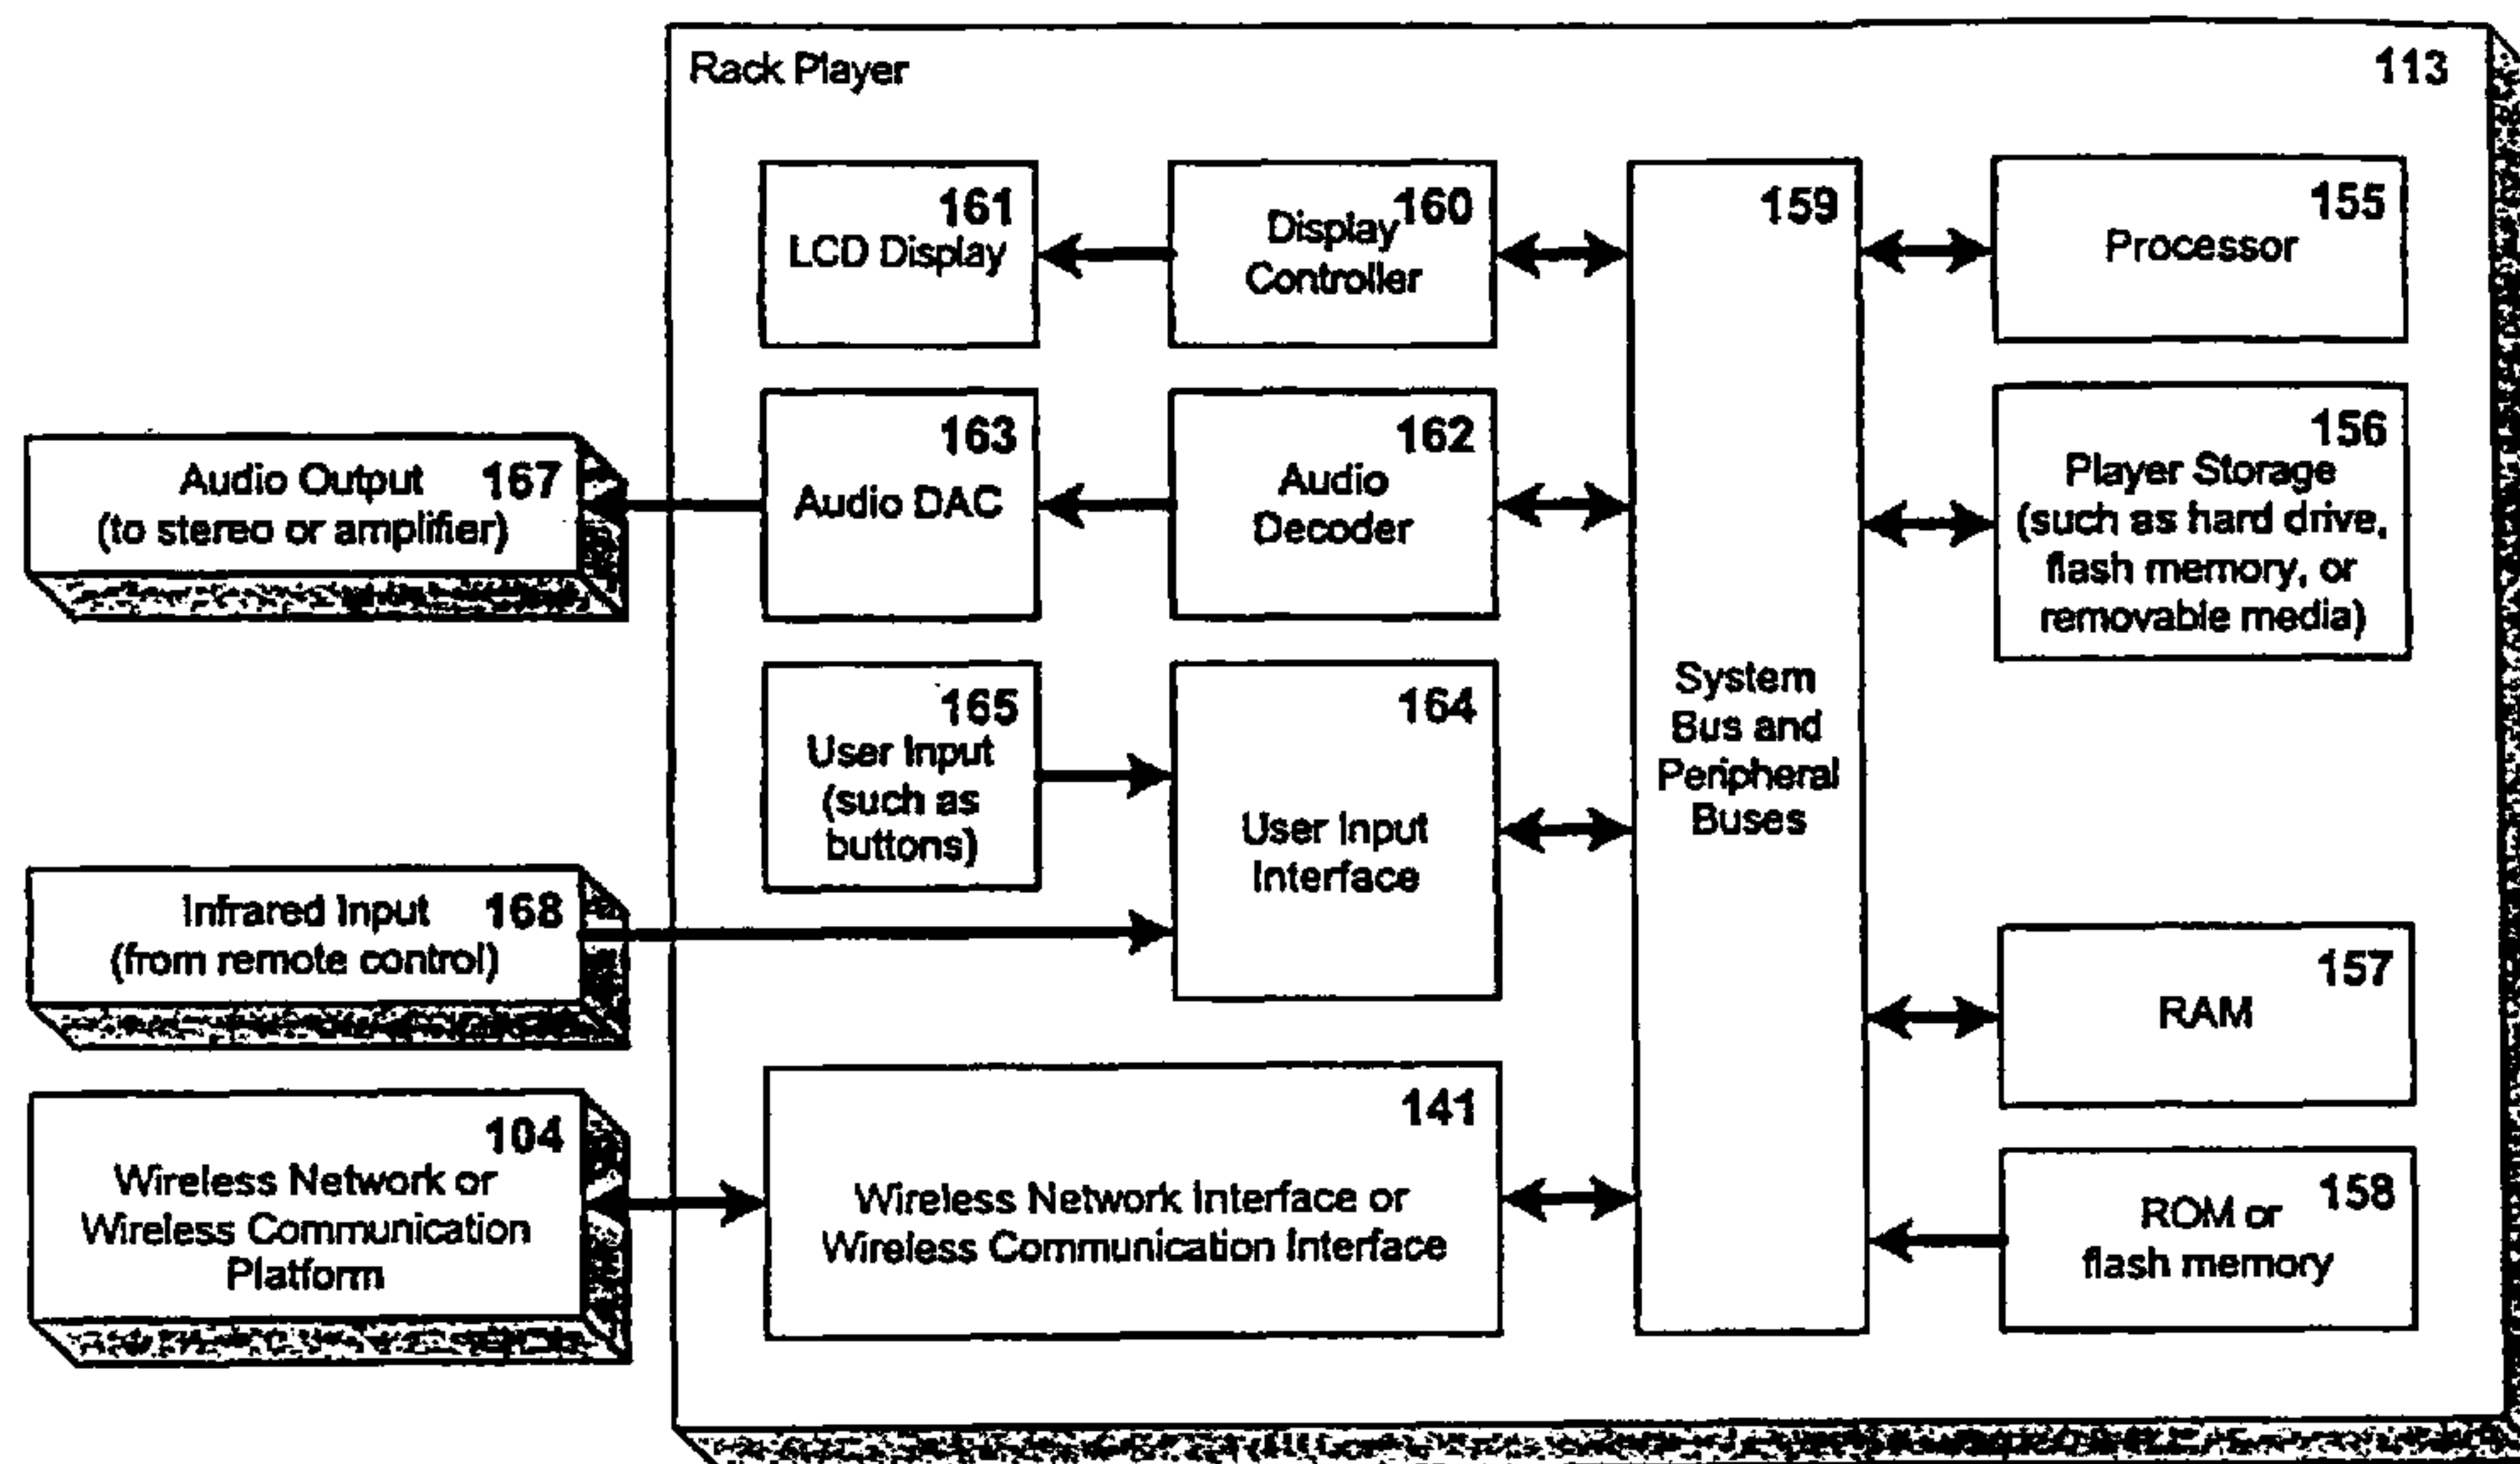 Rack Player
113
161
LCD Display
160
Display
Controller
159
System
Bus and
Peripheral
Buses
155
Processor
Audio Output 167
(to stereo or amplifier)
163
Audio DAC
162
Audio
Decoder
156
Player Storage
(such as hard drive,
flash memory, or
removable media)
165
User Input
(such as
buttons)
164
User Input
Interface
Infrared Input 168
(from remote control)
157
RAM
104
Wireless Network or
Wireless Communication
Platform
141
Wireless Network Interface or
Wireless Communication Interface
158
ROM or
flash memory